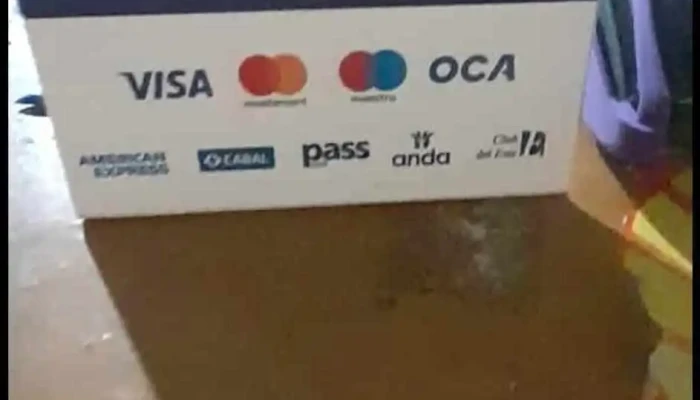 VISA mastercard maestro OCA
AMERICAN EXPRESS CABAL pass anda Club del Este